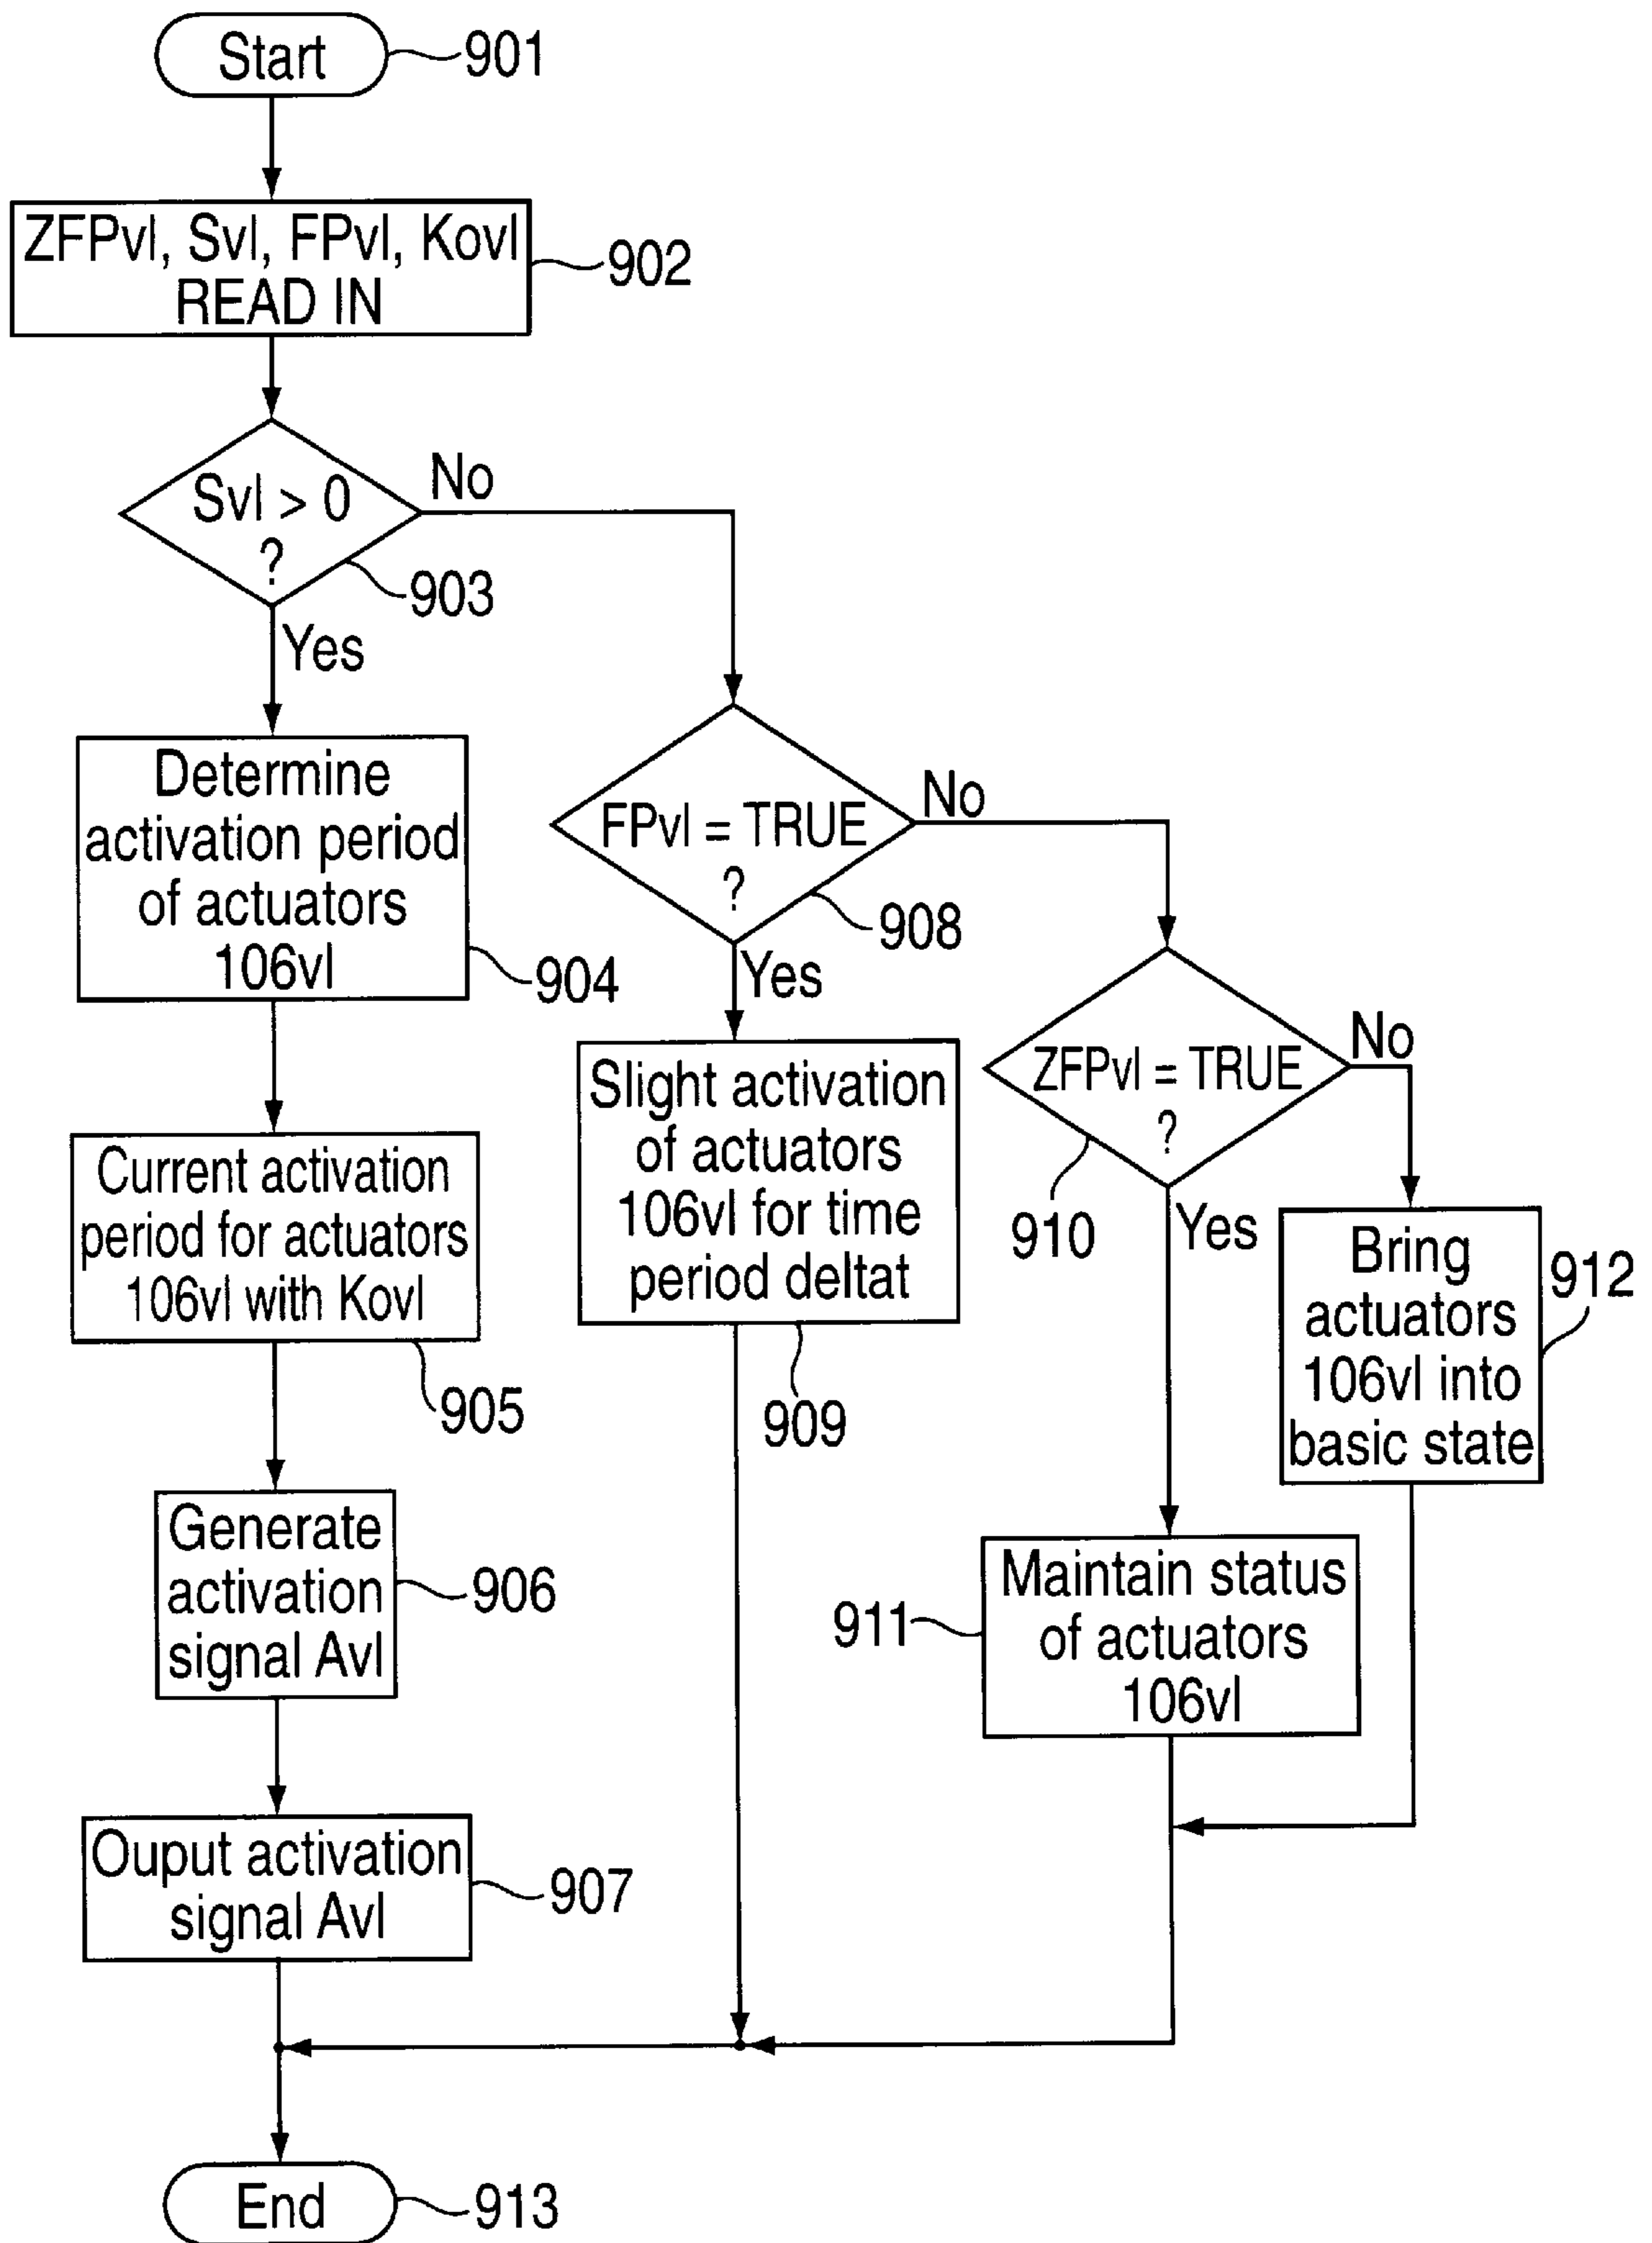 Start
901
ZFPvl, Svl, FPvl, Kovl
READ IN
902
Svl > 0
?
903
No
Yes
Determine
activation period
of actuators
106vl
904
Current activation
period for actuators
106vl with Kovl
905
Generate
activation
signal Avl
906
Ouput activation
signal Avl
907
FPvl = TRUE
?
908
No
Yes
Slight activation
of actuators
106vl for time
period deltat
909
ZFPvl = TRUE
?
910
No
Yes
Maintain status
of actuators
106vl
911
Bring
actuators
106vl into
basic state
912
End
913